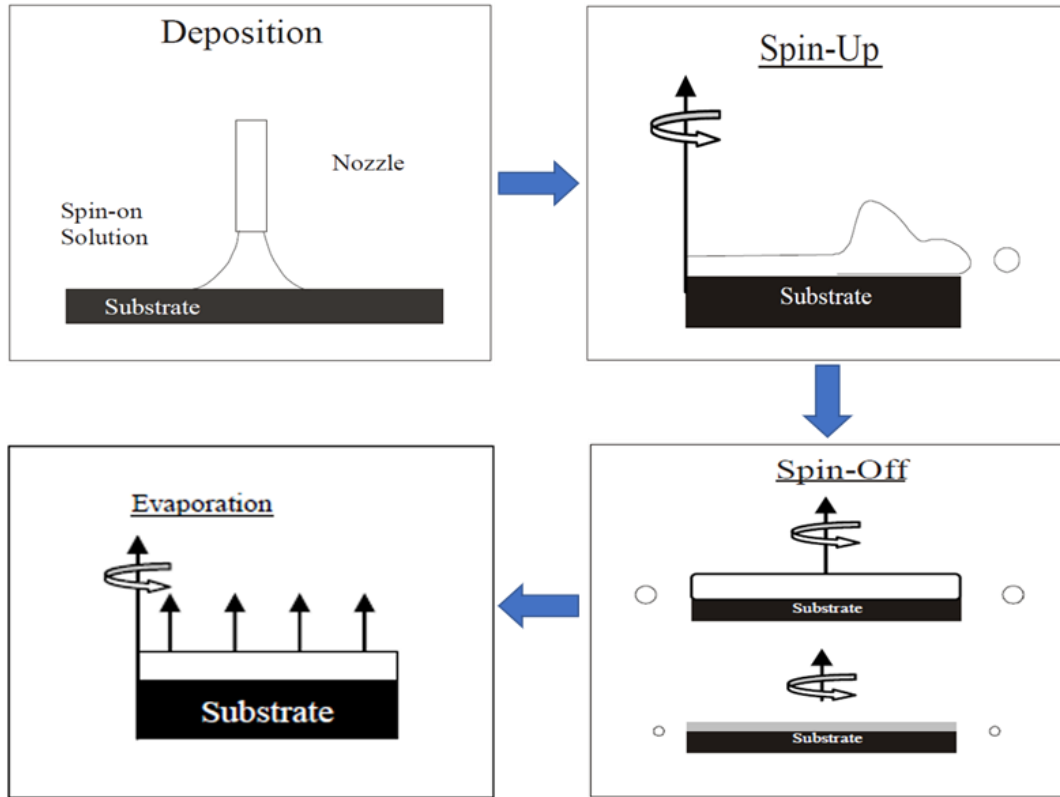 Deposition
Nozzle
Spin-on
Solution
Substrate
Spin-Up
Substrate
Spin-Off
Substrate
Substrate
Evaporation
Substrate